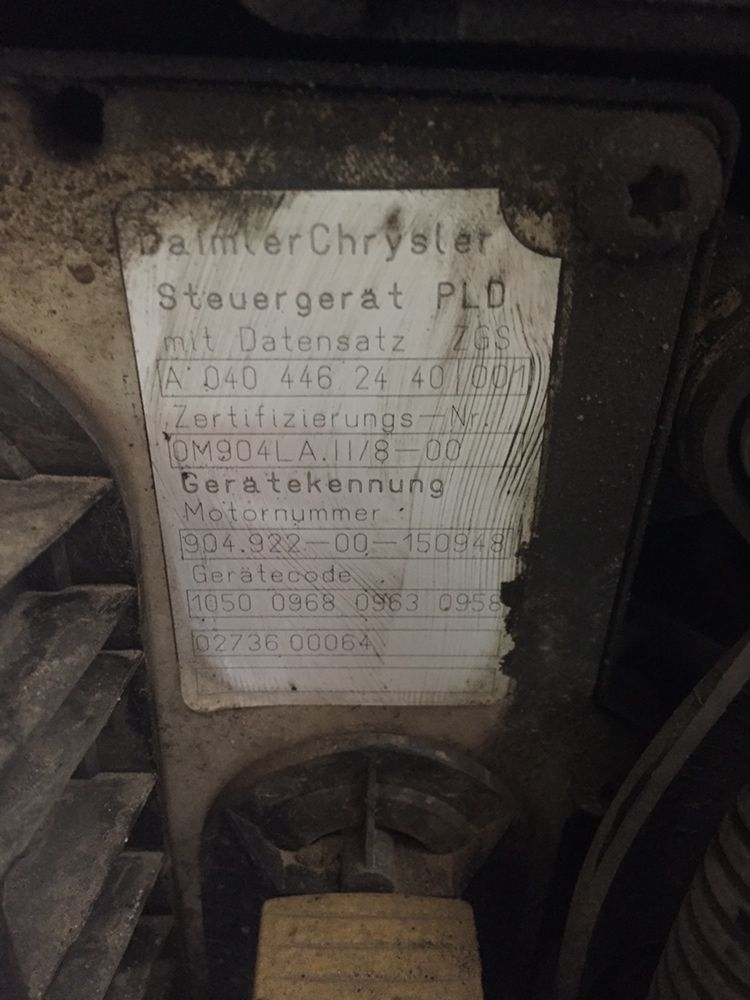 DaimlerChrysler
Steuergerät PLD
mit Datensatz ZGS
A 040 446 24 40 001
Zertifizierungs-Nr.
OM904LA.II/8-00
Gerätekennung
Motornummer
904.922-00-150948
Gerätecode
1050 0968 0963 0958
02736 00064